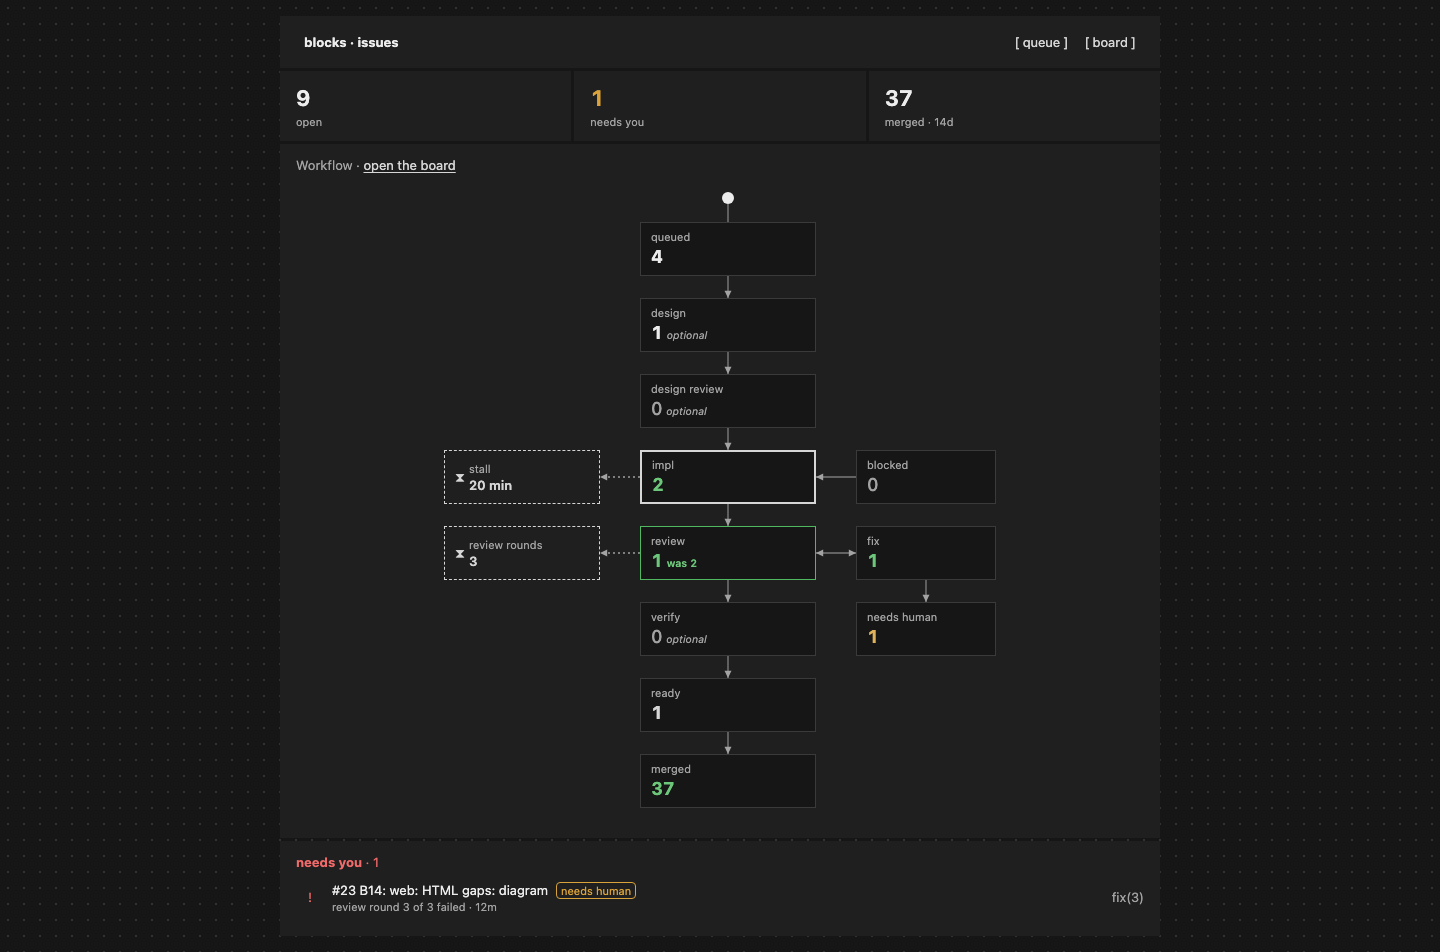 blocks · issues
[ queue ] [ board ]
9
open
1
needs you
37
merged · 14d
Workflow · open the board
queued
4
design
1 optional
design review
0 optional
stall
20 min
impl
2
blocked
0
review rounds
3
review
1 was 2
fix
1
verify
0 optional
needs human
1
ready
1
merged
37
needs you · 1
! #23 B14: web: HTML gaps: diagram needs human
review round 3 of 3 failed · 12m
fix(3)